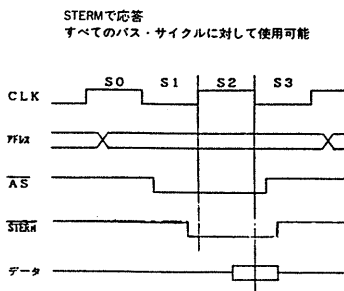 STERMで応答
すべてのバス・サイクルに対して使用可能
S0 S1 S2 S3
CLK
アドレス
AS
STERM
データ